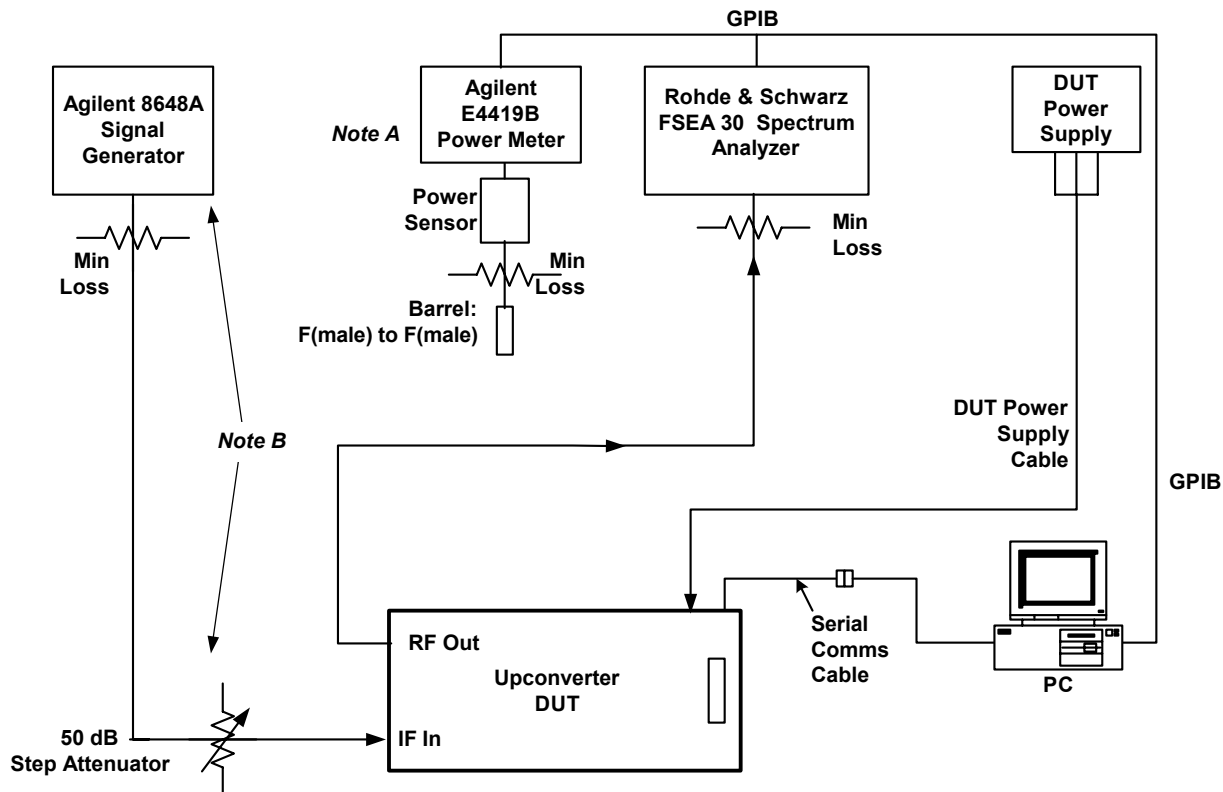 GPIB
Agilent 8648A
Signal
Generator
Note A
Agilent
E4419B
Power Meter
Rohde & Schwarz
FSEA 30 Spectrum
Analyzer
DUT
Power
Supply
Power
Sensor
Min
Loss
Min
Loss
Min
Loss
Barrel:
F(male) to F(male)
Note B
DUT Power
Supply
Cable
GPIB
RF Out
Upconverter
DUT
IF In
Serial
Comms
Cable
PC
50 dB
Step Attenuator